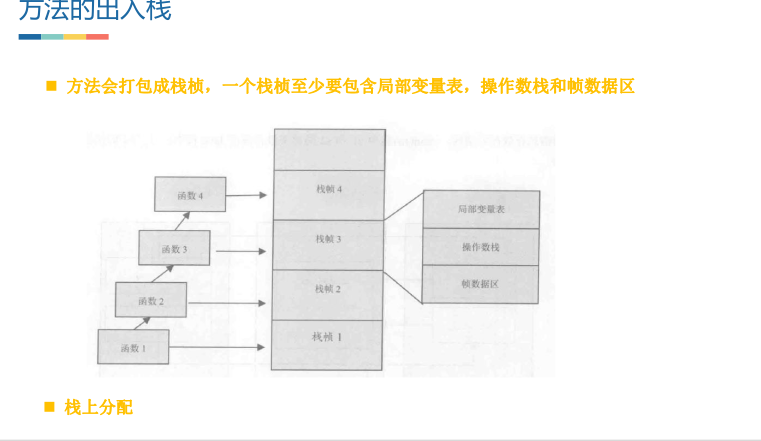 方法的出入栈
■ 方法会打包成栈桢，一个栈桢至少要包含局部变量表，操作数栈和帧数据区
函数 4
栈帧 4
局部变量表
函数 3
栈帧 3
操作数栈
函数 2
栈帧 2
帧数据区
函数 1
栈桢 1
■ 栈上分配